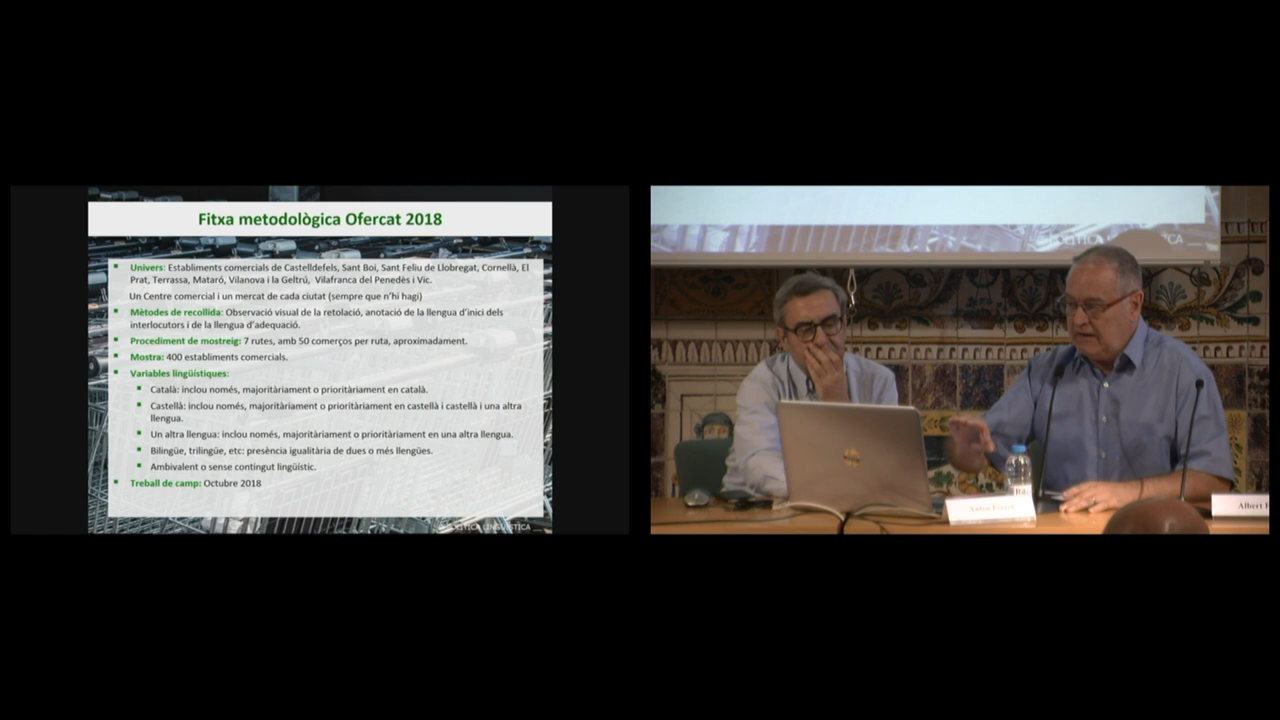 Fitxa metodològica Ofercat 2018
Univers: Establiments comercials de Castelldefels, Sant Boi, Sant Feliu de Llobregat, Cornellà, El
Prat, Terrassa, Mataró, Vilanova i la Geltrú, Vilafranca del Penedès i Vic.
Un Centre comercial i un mercat de cada ciutat (sempre que n'hi hagi)
Mètodes de recollida: Observació visual de la retolació, anotació de la llengua d'inici dels
interlocutors i de la llengua d'adequació.
Procediment de mostreig: 7 rutes, amb 50 comerços per ruta, aproximadament.
Mostra: 400 establiments comercials.
Variables lingüístiques:
Català: inclou només, majoritàriament o prioritàriament en català.
Castellà: inclou només, majoritàriament o prioritàriament en castellà i castellà i una altra
llengua.
Un altra llengua: inclou només, majoritàriament o prioritàriament en una altra llengua.
Bilingüe, trilingüe, etc: presència igualitària de dues o més llengües.
Ambivalent o sense contingut lingüístic.
Treball de camp: Octubre 2018
POLÍTICA LINGÜÍSTICA
Albert